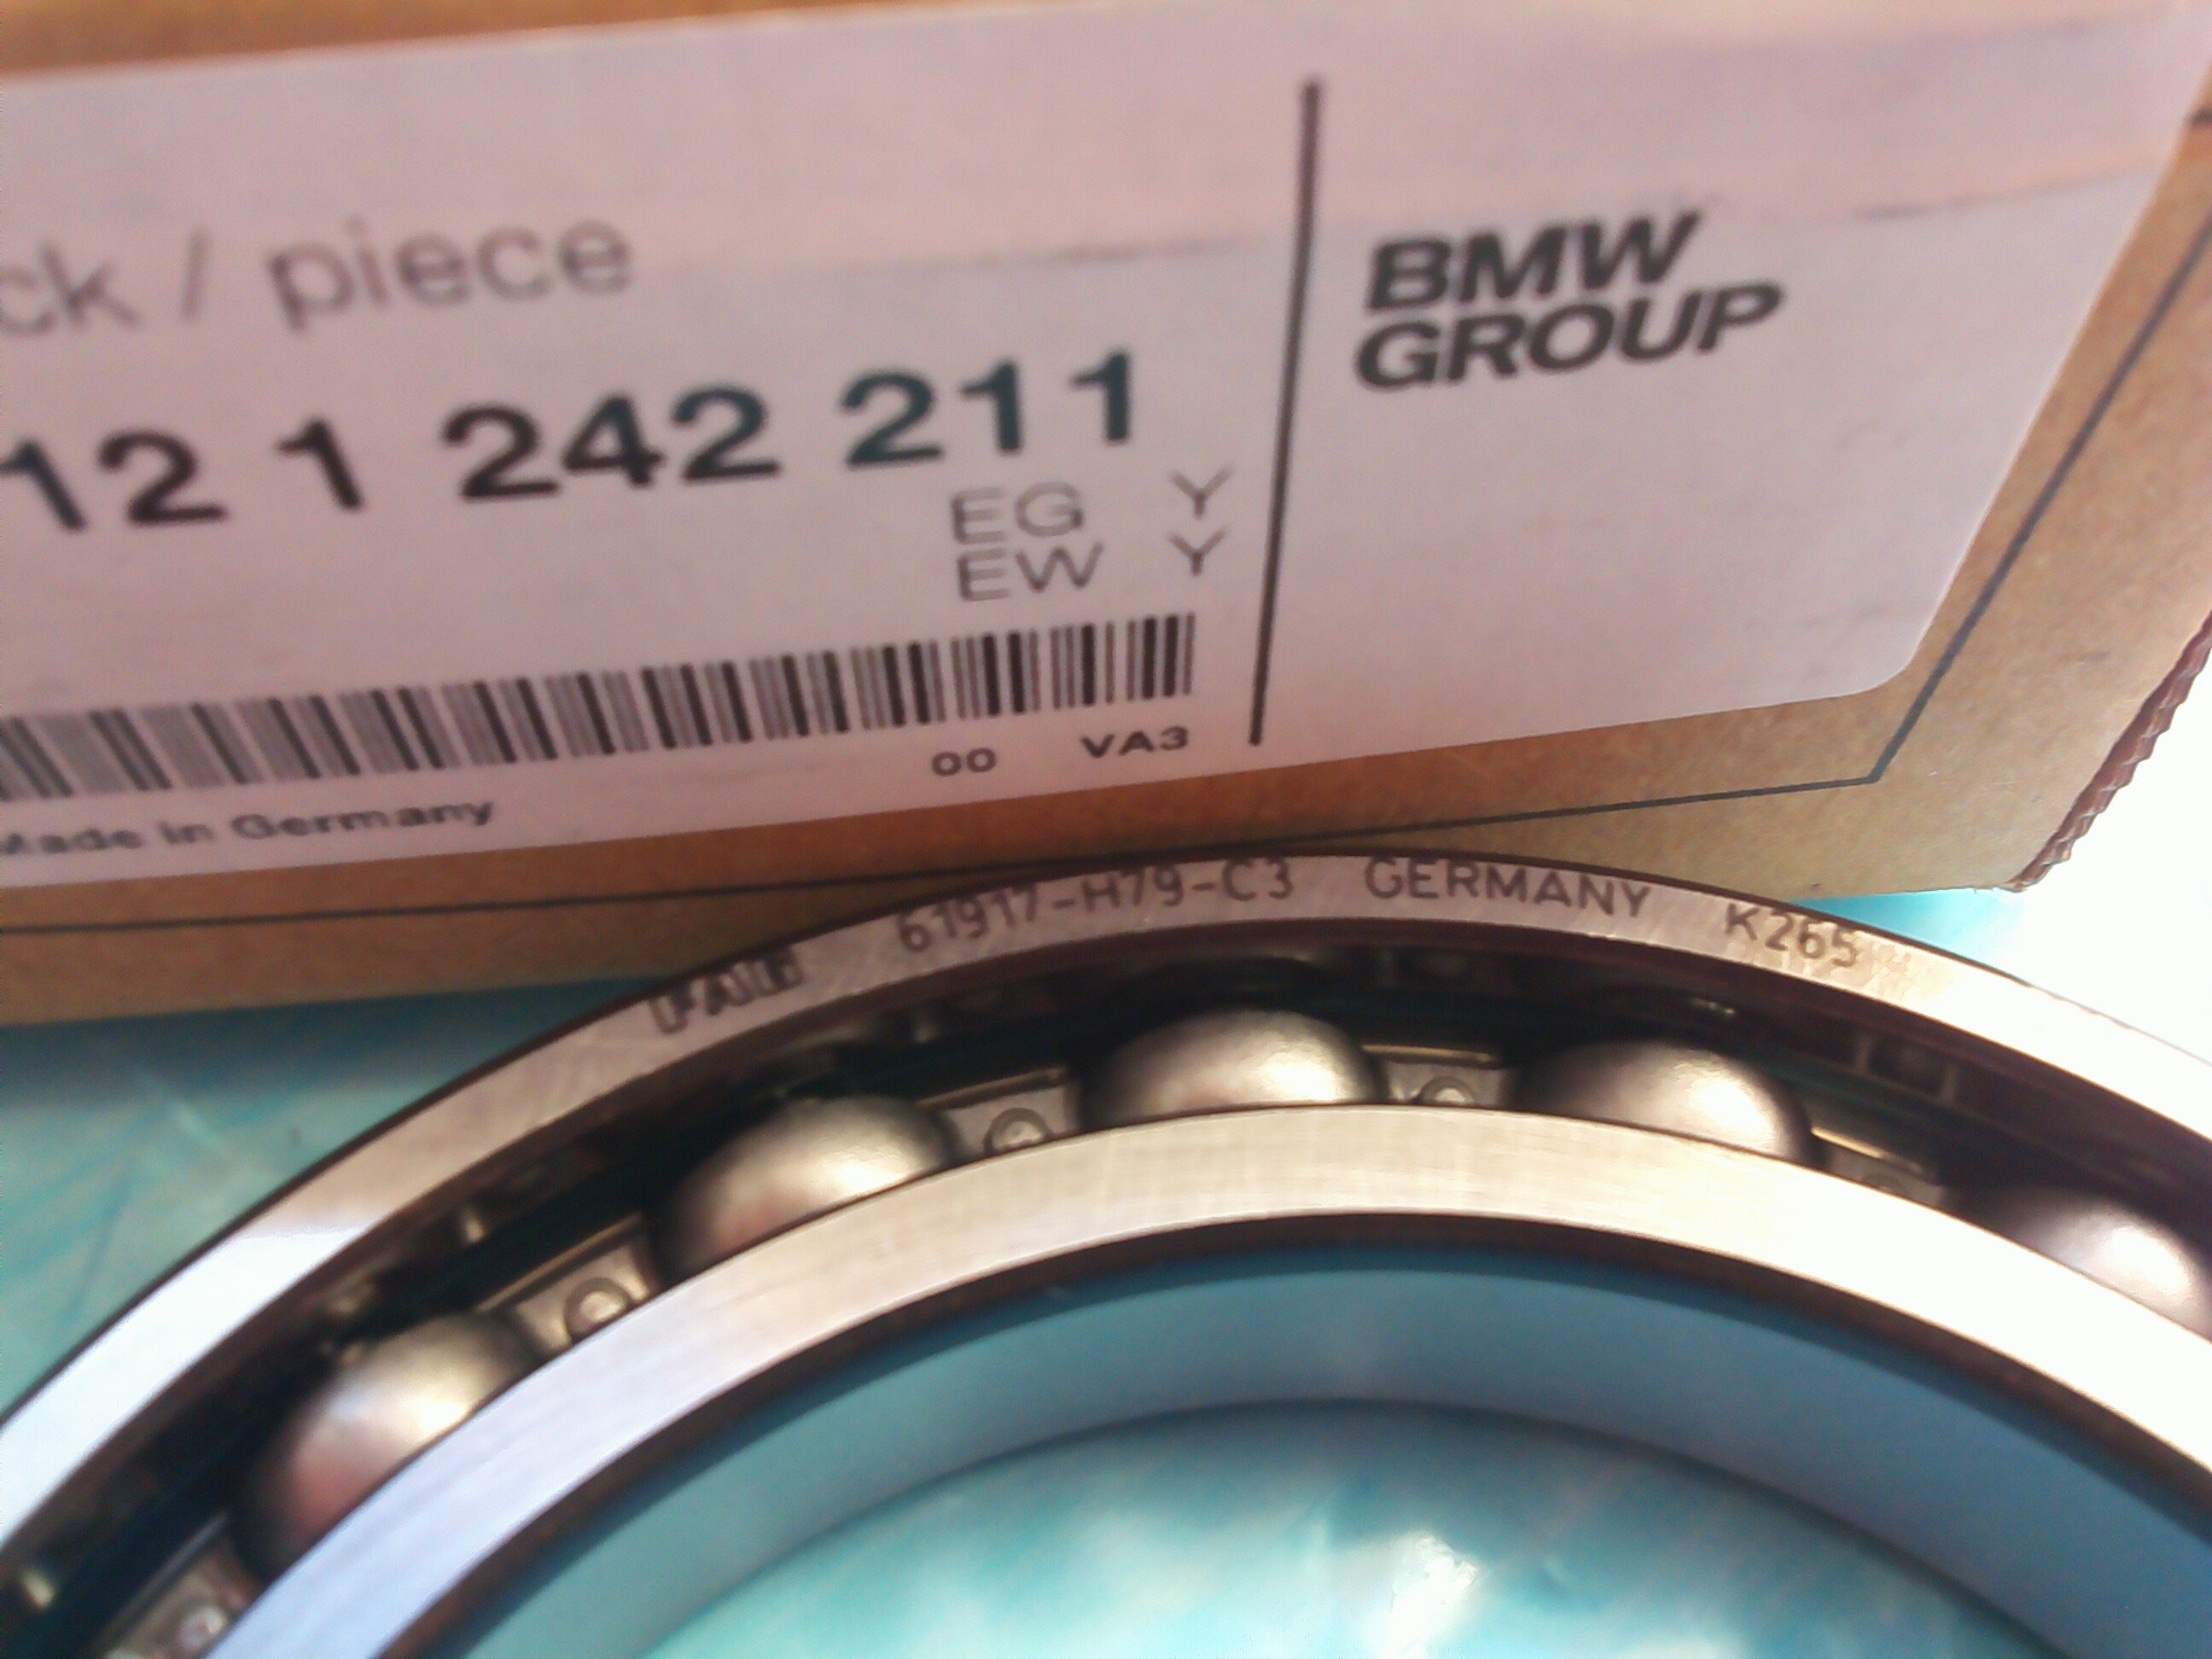 ck / piece
12 1 242 211
EG Y
EW Y
00 VA3
Made in Germany
BMW
GROUP
FAG 61917-H79-C3 GERMANY K265